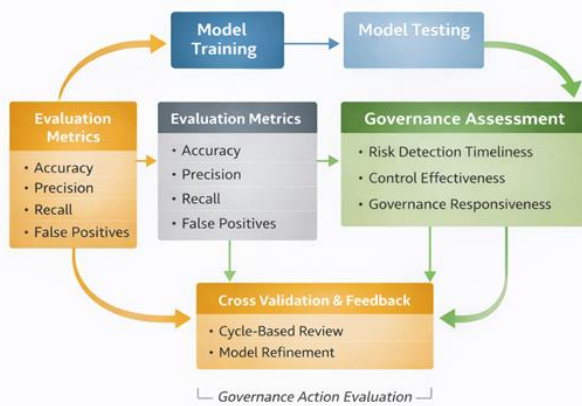 Model
Training
Model Testing
Evaluation
Metrics
• Accuracy
• Precision
• Recall
• False Positives
Evaluation Metrics
• Accuracy
• Precision
• Recall
• False Positives
Governance Assessment
• Risk Detection Timeliness
• Control Effectiveness
• Governance Responsiveness
Cross Validation & Feedback
• Cycle-Based Review
• Model Refinement
Governance Action Evaluation